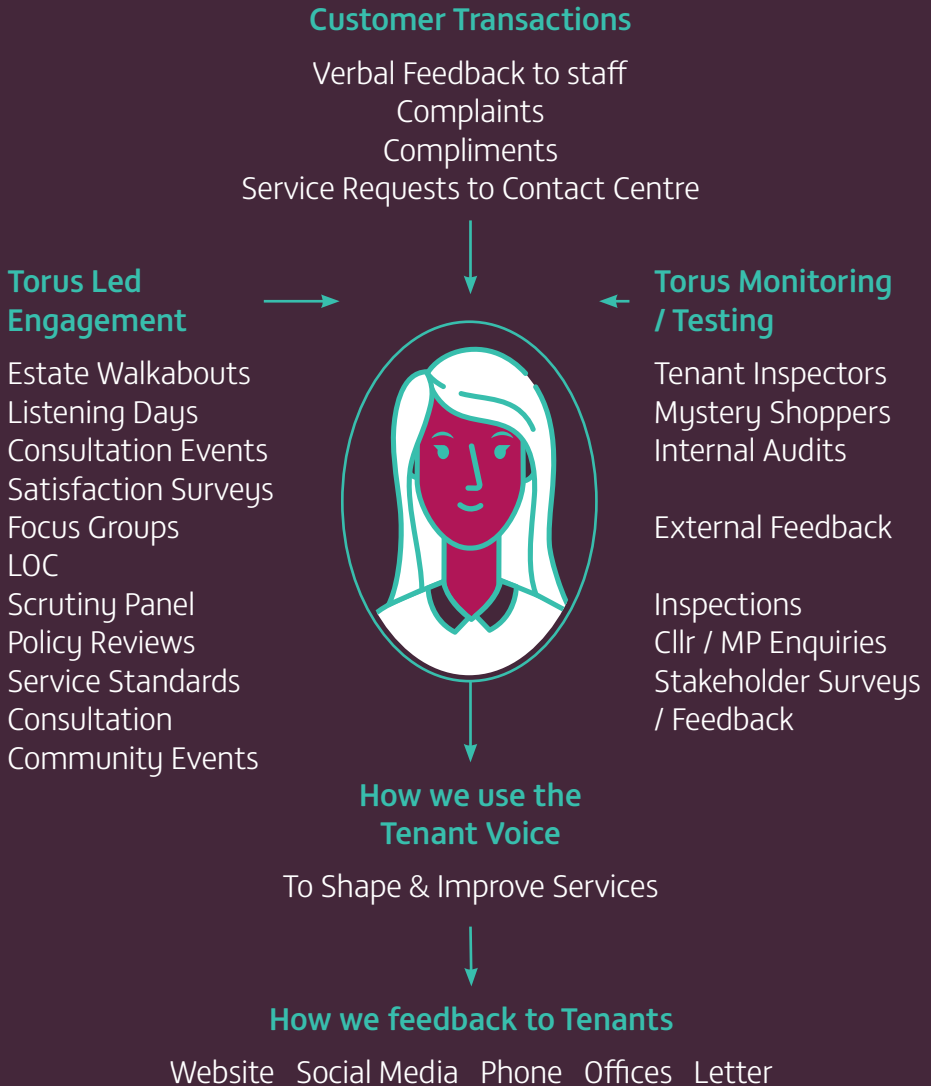 Customer Transactions
Verbal Feedback to staff
Complaints
Compliments
Service Requests to Contact Centre
Torus Led
Engagement
Estate Walkabouts
Listening Days
Consultation Events
Satisfaction Surveys
Focus Groups
LOC
Scrutiny Panel
Policy Reviews
Service Standards
Consultation
Community Events
Torus Monitoring
/ Testing
Tenant Inspectors
Mystery Shoppers
Internal Audits
External Feedback
Inspections
Cllr / MP Enquiries
Stakeholder Surveys
/ Feedback
How we use the
Tenant Voice
To Shape & Improve Services
How we feedback to Tenants
Website Social Media Phone Offices Letter